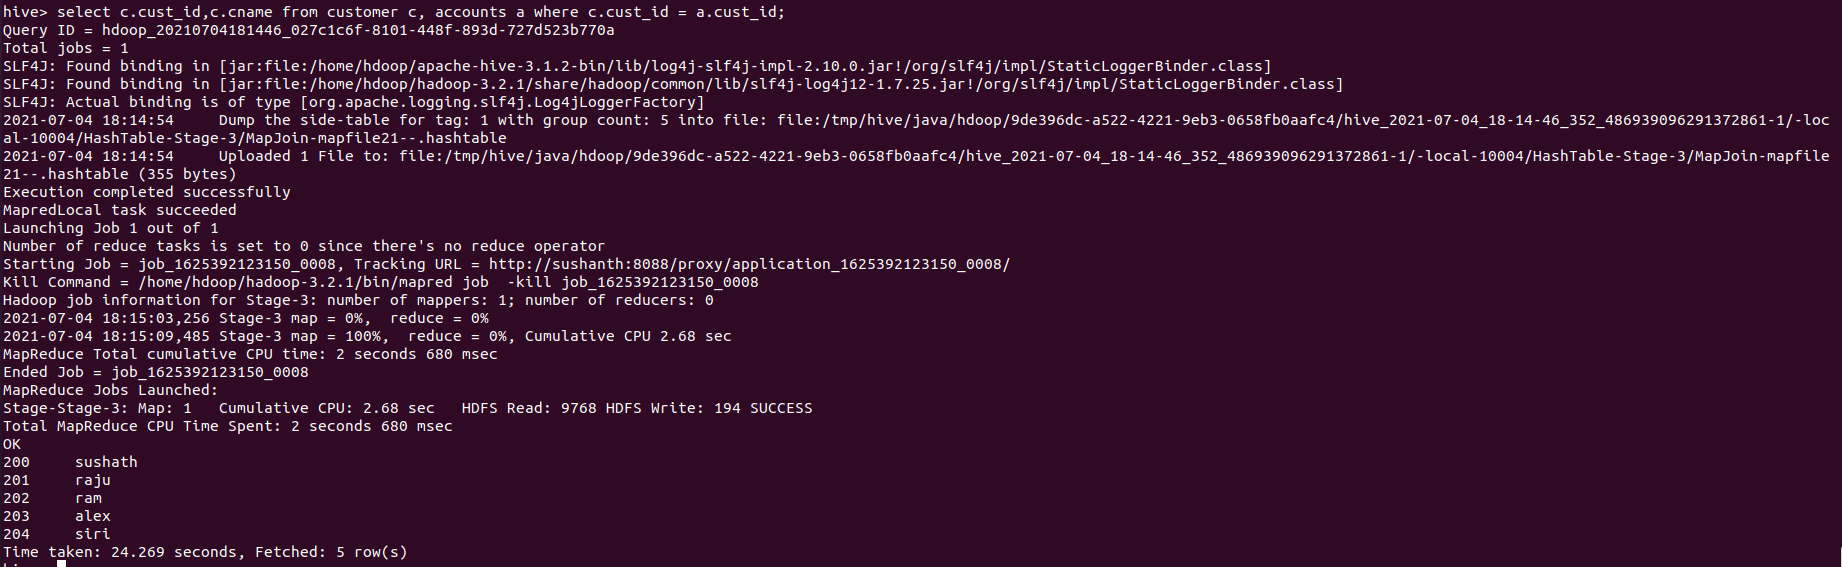 hive> select c.cust_id,c.cname from customer c, accounts a where c.cust_id = a.cust_id;
Query ID = hdoop_20210704181446_027c1c6f-8101-448f-893d-727d523b770a
Total jobs = 1
SLF4J: Found binding in [jar:file:/home/hdoop/apache-hive-3.1.2-bin/lib/log4j-slf4j-impl-2.10.0.jar!/org/slf4j/impl/StaticLoggerBinder.class]
SLF4J: Found binding in [jar:file:/home/hdoop/hadoop-3.2.1/share/hadoop/common/lib/slf4j-log4j12-1.7.25.jar!/org/slf4j/impl/StaticLoggerBinder.class]
SLF4J: Actual binding is of type [org.apache.logging.slf4j.Log4jLoggerFactory]
2021-07-04 18:14:54     Dump the side-table for tag: 1 with group count: 5 into file: file:/tmp/hive/java/hdoop/9de396dc-a522-4221-9eb3-0658fb0aafc4/hive_2021-07-04_18-14-46_352_486939096291372861-1/-loc
al-10004/HashTable-Stage-3/MapJoin-mapfile21--.hashtable
2021-07-04 18:14:54     Uploaded 1 File to: file:/tmp/hive/java/hdoop/9de396dc-a522-4221-9eb3-0658fb0aafc4/hive_2021-07-04_18-14-46_352_486939096291372861-1/-local-10004/HashTable-Stage-3/MapJoin-mapfile
21--.hashtable (355 bytes)
Execution completed successfully
MapredLocal task succeeded
Launching Job 1 out of 1
Number of reduce tasks is set to 0 since there's no reduce operator
Starting Job = job_1625392123150_0008, Tracking URL = http://sushanth:8088/proxy/application_1625392123150_0008/
Kill Command = /home/hdoop/hadoop-3.2.1/bin/mapred job  -kill job_1625392123150_0008
Hadoop job information for Stage-3: number of mappers: 1; number of reducers: 0
2021-07-04 18:15:03,256 Stage-3 map = 0%,  reduce = 0%
2021-07-04 18:15:09,485 Stage-3 map = 100%,  reduce = 0%, Cumulative CPU 2.68 sec
MapReduce Total cumulative CPU time: 2 seconds 680 msec
Ended Job = job_1625392123150_0008
MapReduce Jobs Launched:
Stage-Stage-3: Map: 1   Cumulative CPU: 2.68 sec   HDFS Read: 9768 HDFS Write: 194 SUCCESS
Total MapReduce CPU Time Spent: 2 seconds 680 msec
OK
200     sushath
201     raju
202     ram
203     alex
204     siri
Time taken: 24.269 seconds, Fetched: 5 row(s)